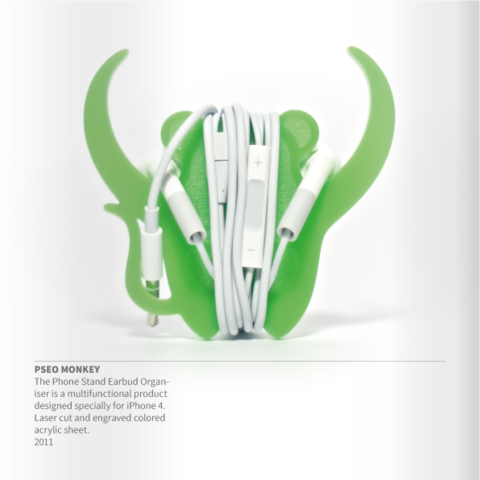 PSEO MONKEY
The Phone Stand Earbud Organ-
iser is a multifunctional product
designed specially for iPhone 4.
Laser cut and engraved colored
acrylic sheet.
2011